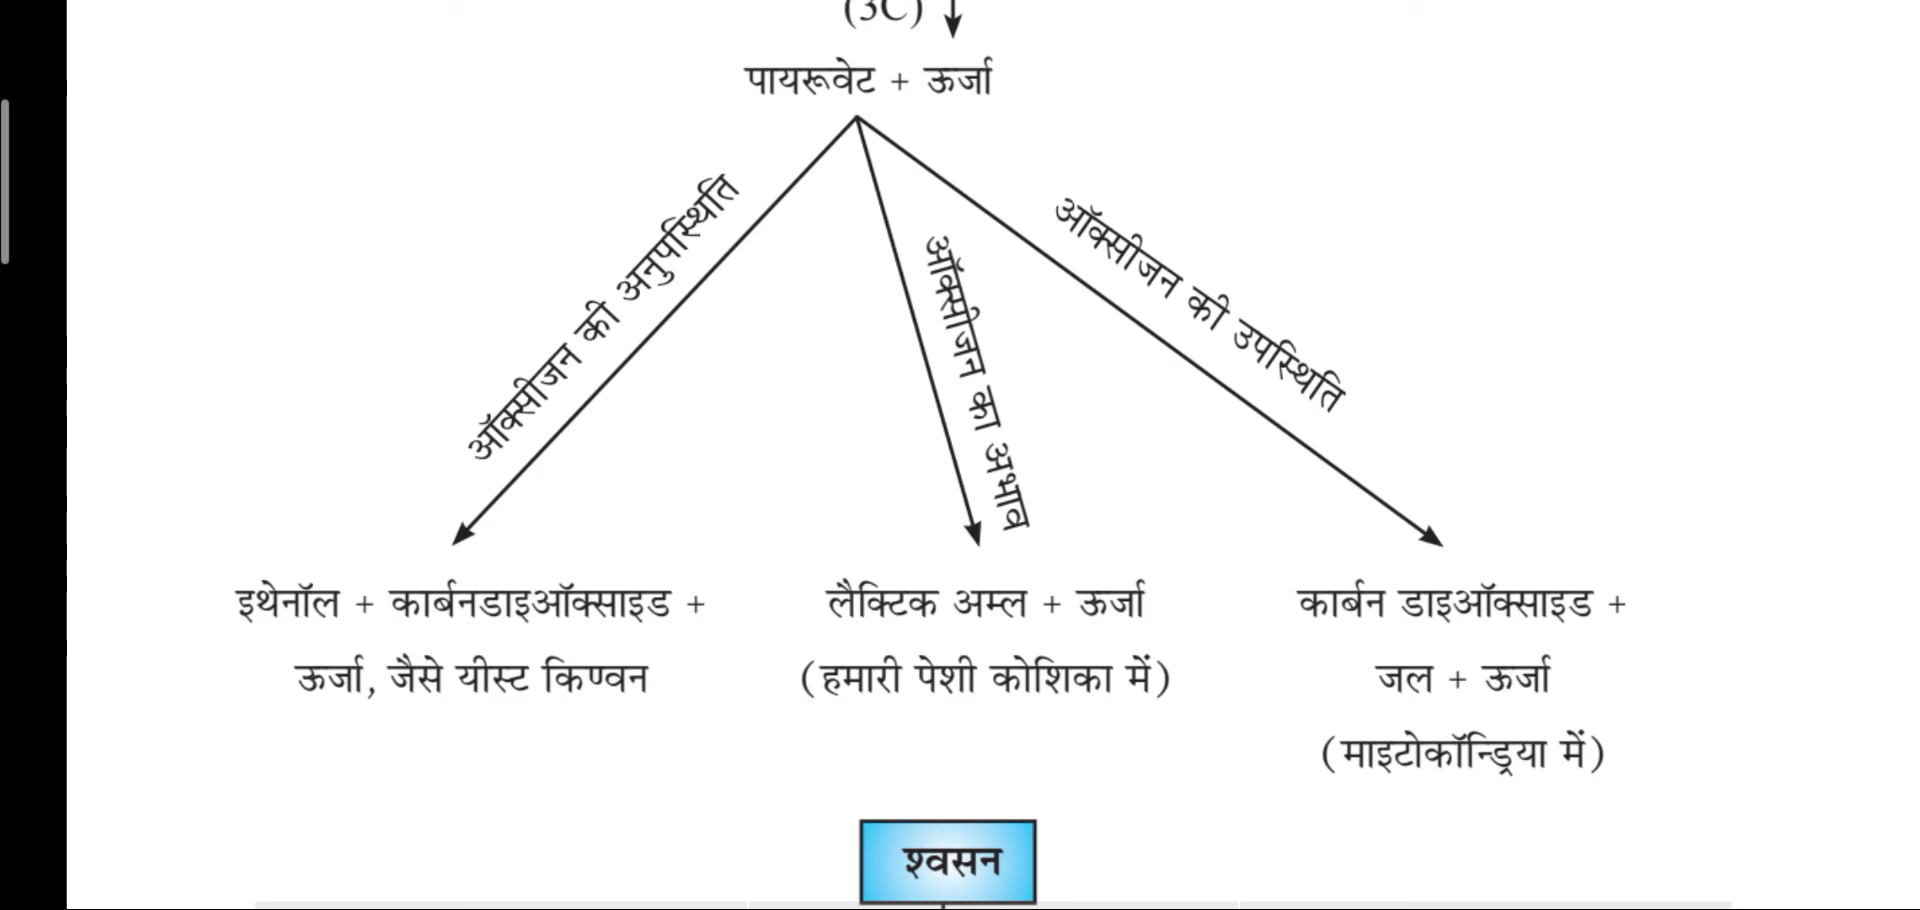 (3C)
पायरूवेट + ऊर्जा
ऑक्सीजन की अनुपस्थिति
ऑक्सीजन का अभाव
ऑक्सीजन की उपस्थिति
इथेनॉल + कार्बनडाइऑक्साइड +
ऊर्जा, जैसे यीस्ट किण्वन
लैक्टिक अम्ल + ऊर्जा
(हमारी पेशी कोशिका में)
कार्बन डाइऑक्साइड +
जल + ऊर्जा
(माइटोकॉन्ड्रिया में)
श्वसन